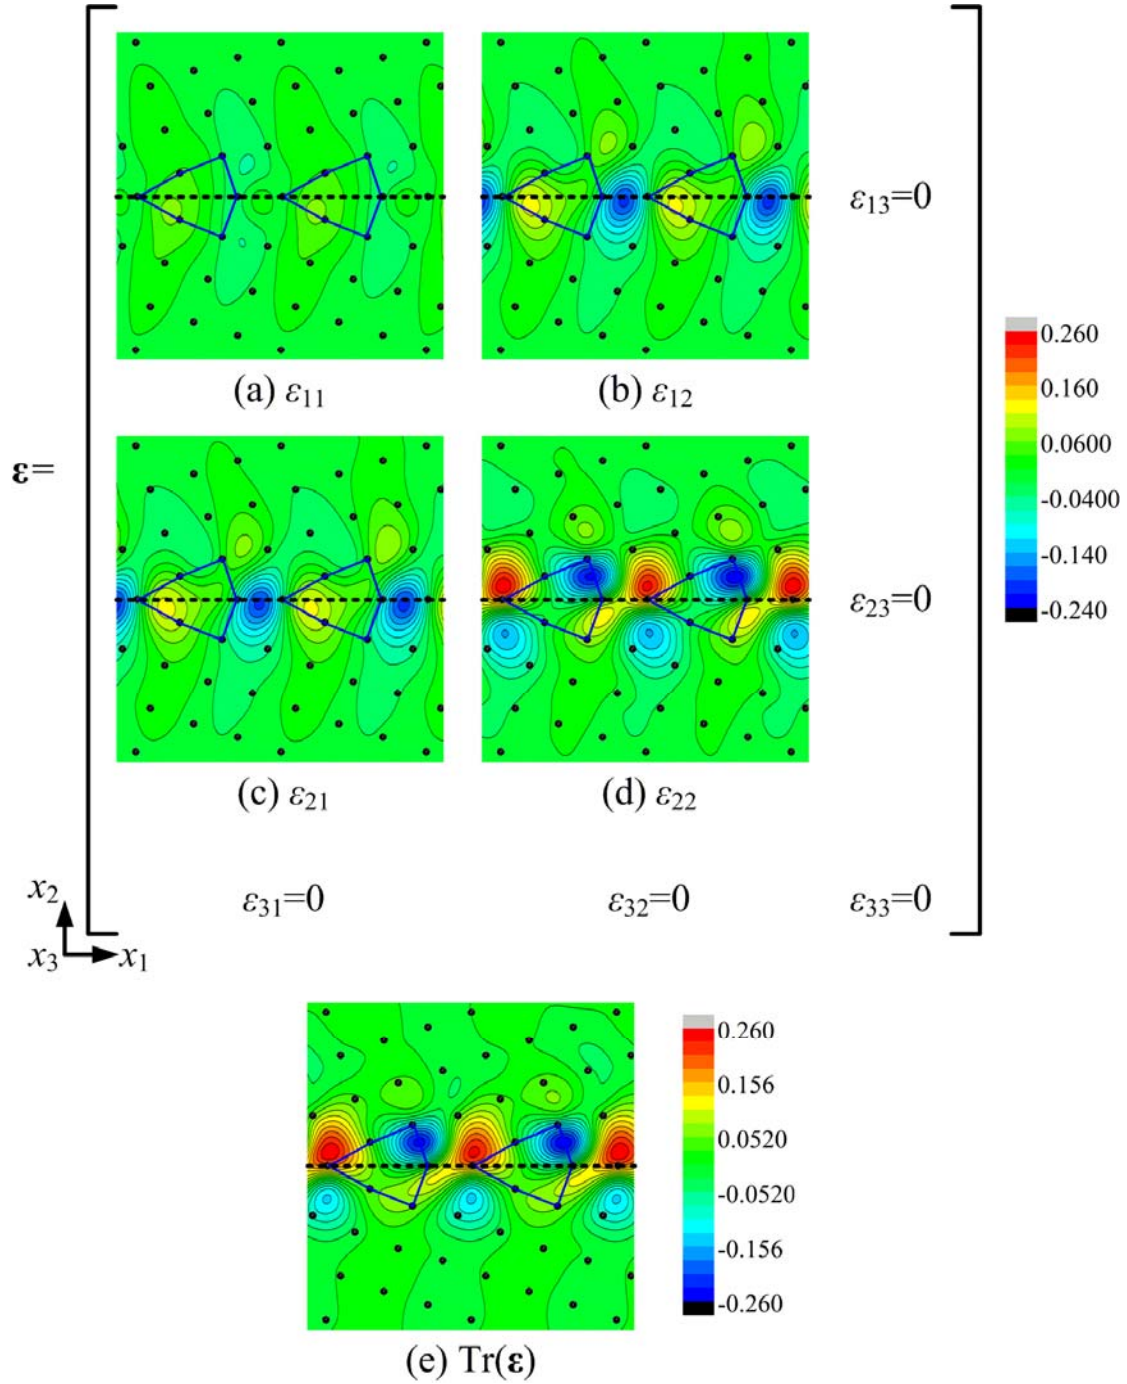 ε₁₃=0
(a) ε₁₁
(b) ε₁₂
0.260
0.160
0.0600
-0.0400
-0.140
-0.240
ε=
ε₂₃=0
(c) ε₂₁
(d) ε₂₂
ε₃₁=0
ε₃₂=0
ε₃₃=0
x₂
x₃
x₁
0.260
0.156
0.0520
-0.0520
-0.156
-0.260
(e) Tr(ε)